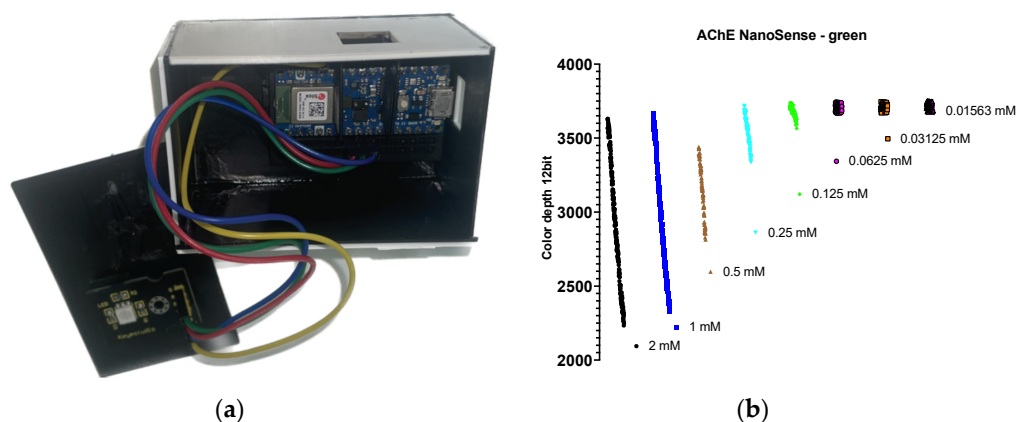 AChE NanoSense - green
Color depth 12bit
4000
3500
3000
2500
2000
0.01563 mM
0.03125 mM
0.0625 mM
0.125 mM
0.25 mM
0.5 mM
1 mM
2 mM
(a)
(b)